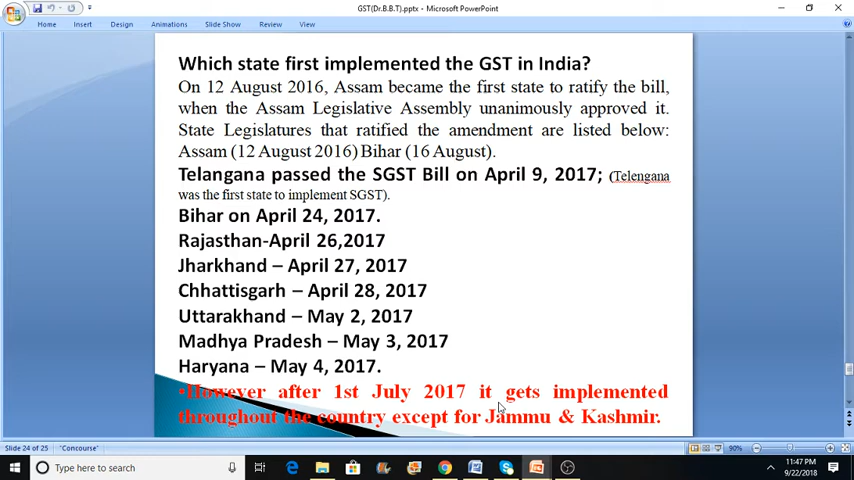 GST(Dr.B.B.T).pptx - Microsoft PowerPoint
Home Insert Design Animations Slide Show Review View
Which state first implemented the GST in India?
On 12 August 2016, Assam became the first state to ratify the bill,
when the Assam Legislative Assembly unanimously approved it.
State Legislatures that ratified the amendment are listed below:
Assam (12 August 2016) Bihar (16 August).
Telangana passed the SGST Bill on April 9, 2017; (Telengana
was the first state to implement SGST).
Bihar on April 24, 2017.
Rajasthan-April 26,2017
Jharkhand – April 27, 2017
Chhattisgarh – April 28, 2017
Uttarakhand – May 2, 2017
Madhya Pradesh – May 3, 2017
Haryana – May 4, 2017.
•However after 1st July 2017 it gets implemented
throughout the country except for Jammu & Kashmir.
Slide 24 of 25 "Concourse" 90%
Type here to search
11:47 PM
9/22/2018